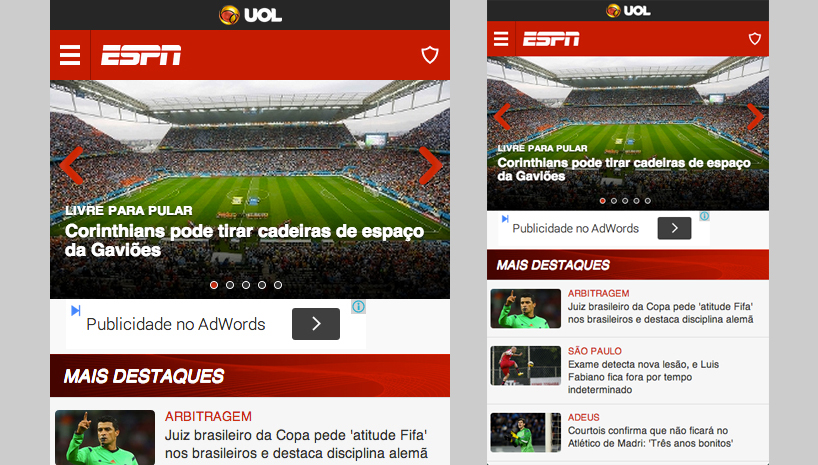 UOL
ESPN
LIVRE PARA PULAR
Corinthians pode tirar cadeiras de espaço
da Gaviões
Publicidade no AdWords
MAIS DESTAQUES
ARBITRAGEM
Juiz brasileiro da Copa pede 'atitude Fifa'
nos brasileiros e destaca disciplina alemã
UOL
ESPN
LIVRE PARA PULAR
Corinthians pode tirar cadeiras de espaço
da Gaviões
Publicidade no AdWords
MAIS DESTAQUES
ARBITRAGEM
Juiz brasileiro da Copa pede 'atitude Fifa'
nos brasileiros e destaca disciplina alemã
SÃO PAULO
Exame detecta nova lesão, e Luis
Fabiano fica fora por tempo
indeterminado
ADEUS
Courtois confirma que não ficará no
Atlético de Madri: 'Três anos bonitos'